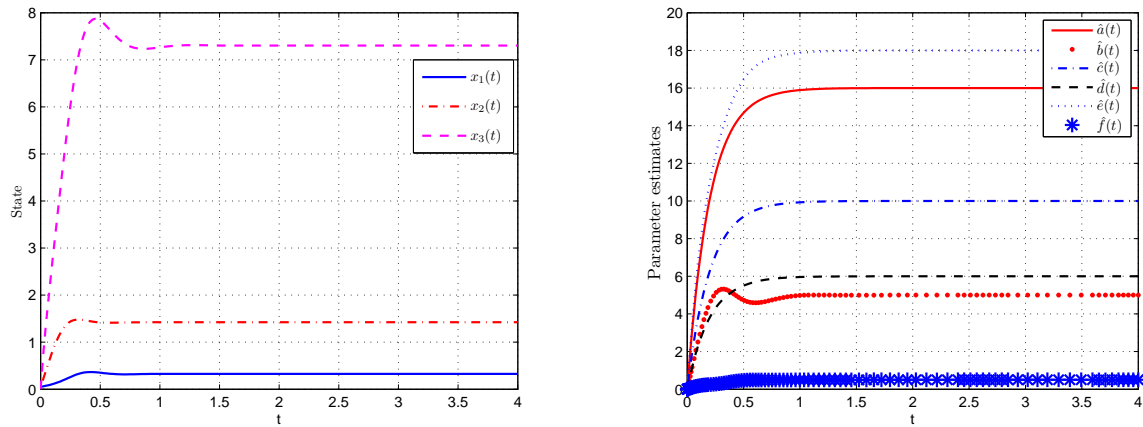 8
7
6
5
4
3
2
1
0
State
0 0.5 1 1.5 2 2.5 3 3.5 4
t
x₁(t)
x₂(t)
x₃(t)
20
18
16
14
12
10
8
6
4
2
0
Parameter estimates
0 0.5 1 1.5 2 2.5 3 3.5 4
t
â(t)
b̂(t)
ĉ(t)
d̂(t)
ê(t)
f̂(t)